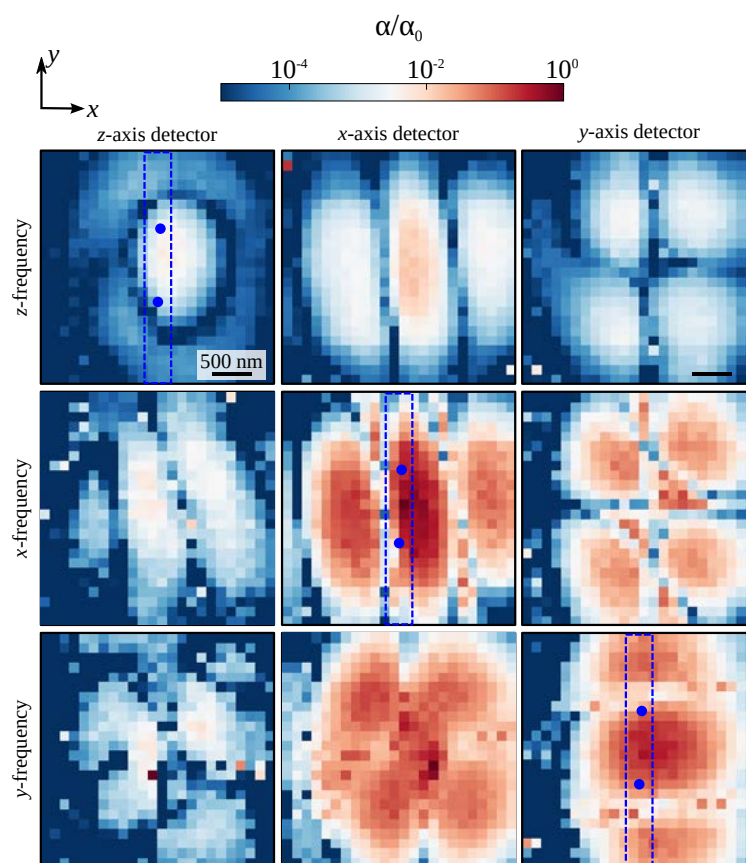 α/α₀
10⁻⁴ 10⁻² 10⁰
y
x
z-axis detector x-axis detector y-axis detector
z-frequency
500 nm
x-frequency
y-frequency